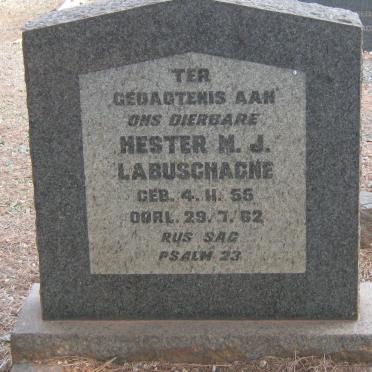 TER
GEDAGTENIS AAN
ONS DIERBARE
HESTER M. J.
LABUSCHAGNE
GEB. 4. 11. 55
OORL. 29. 7. 62
RUS SAG
PSALM 23